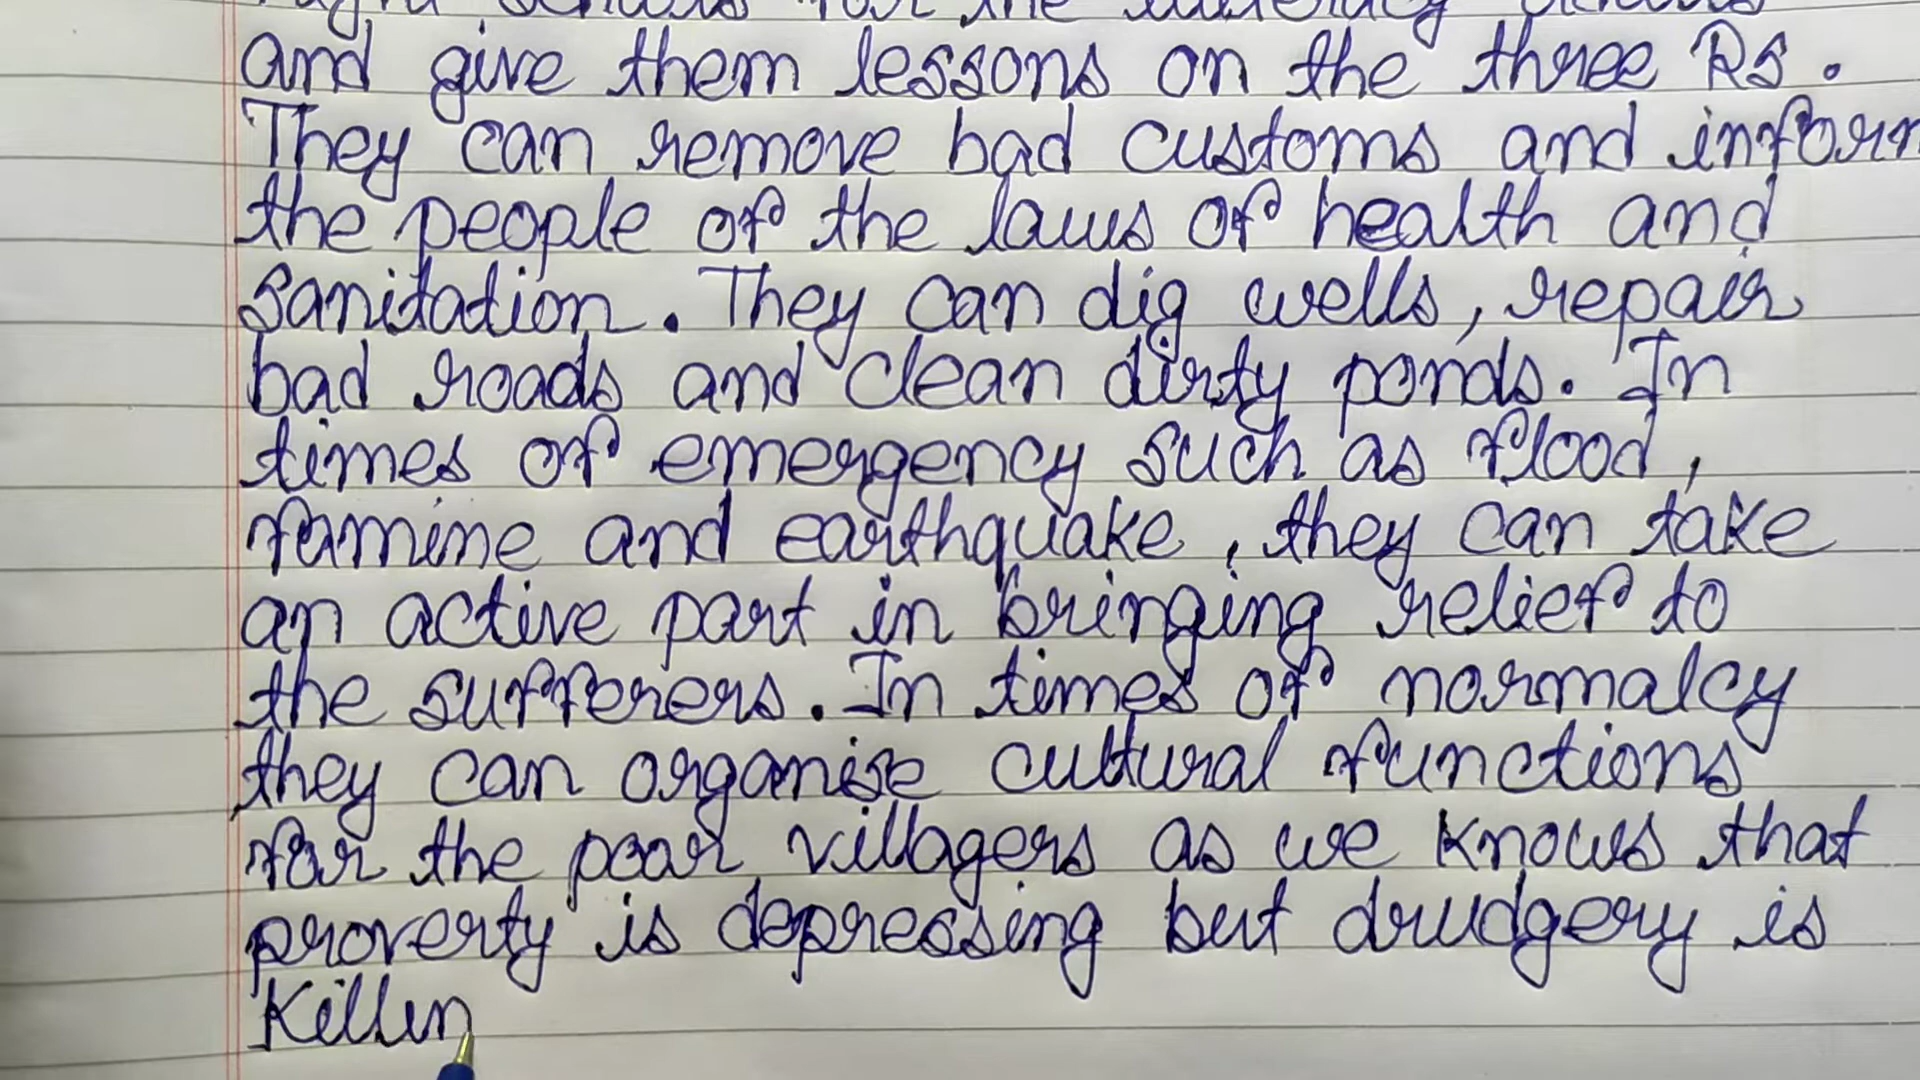 for the
and give them lessons on the three Rs.
They can remove bad customs and inform
the people of the laws of health and
sanitation. They can dig wells, repair
bad roads and clean dirty ponds. In
times of emergency such as flood,
famine and earthquake, they can take
an active part in bringing relief to
the sufferers. In times of normalcy
they can organise cultural functions
for the poor villagers as we knows that
proverty is depressing but drudgery is
Killin